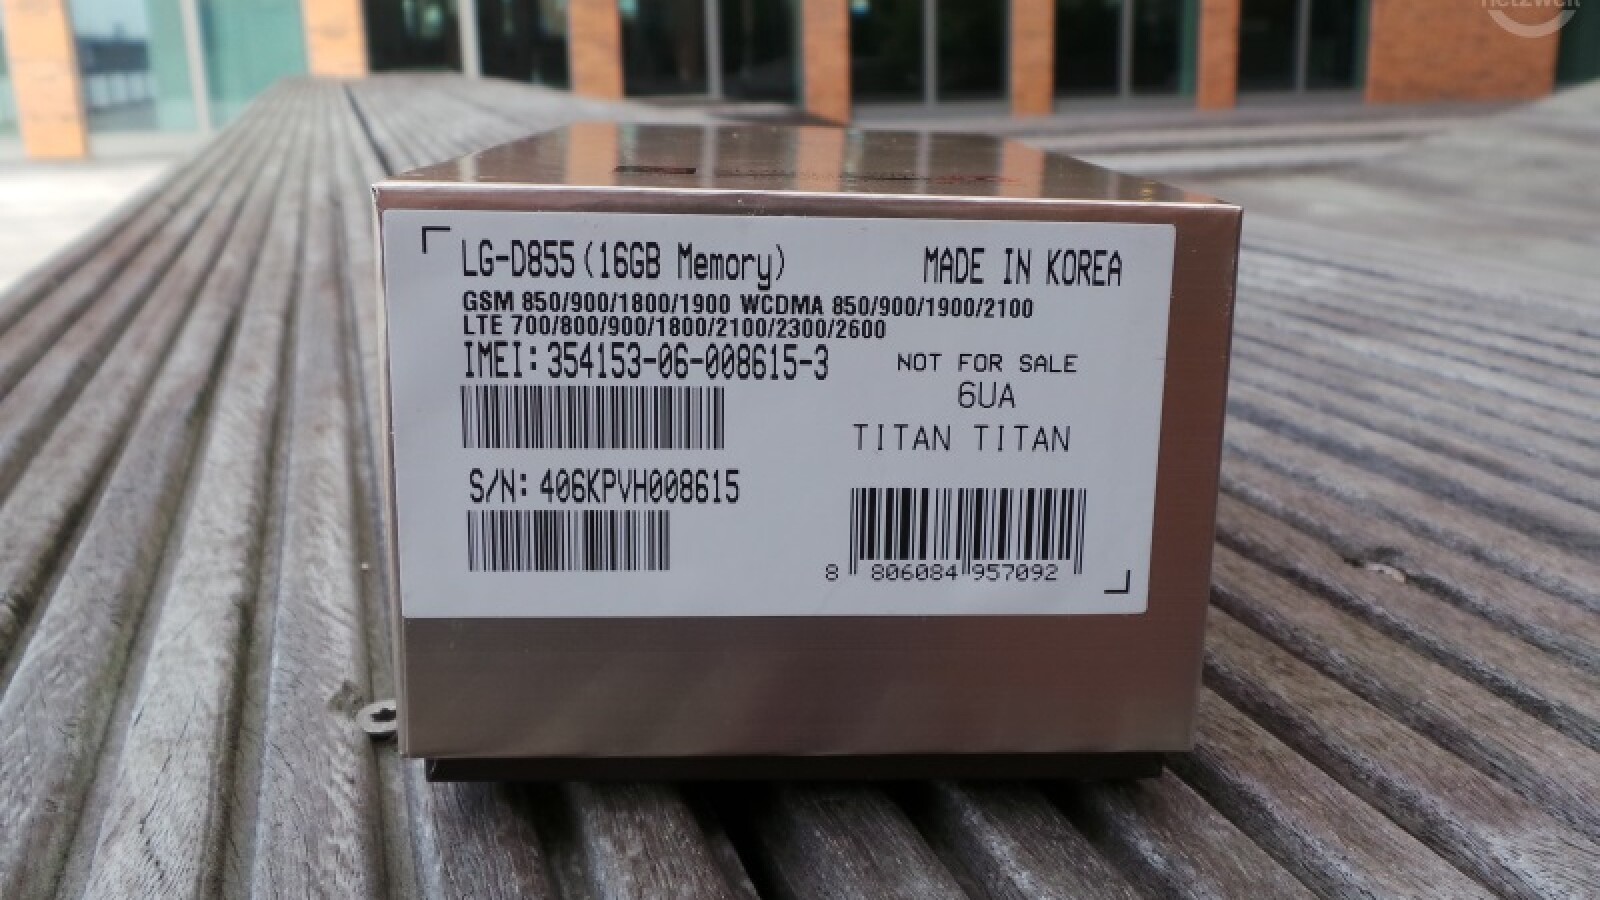 netzwelt
LG-D855(16GB Memory)
MADE IN KOREA
GSM 850/900/1800/1900 WCDMA 850/900/1900/2100
LTE 700/800/900/1800/2100/2300/2600
IMEI:354153-06-008615-3
NOT FOR SALE
6UA
TITAN TITAN
S/N:406KPVH008615
8 806084 957092